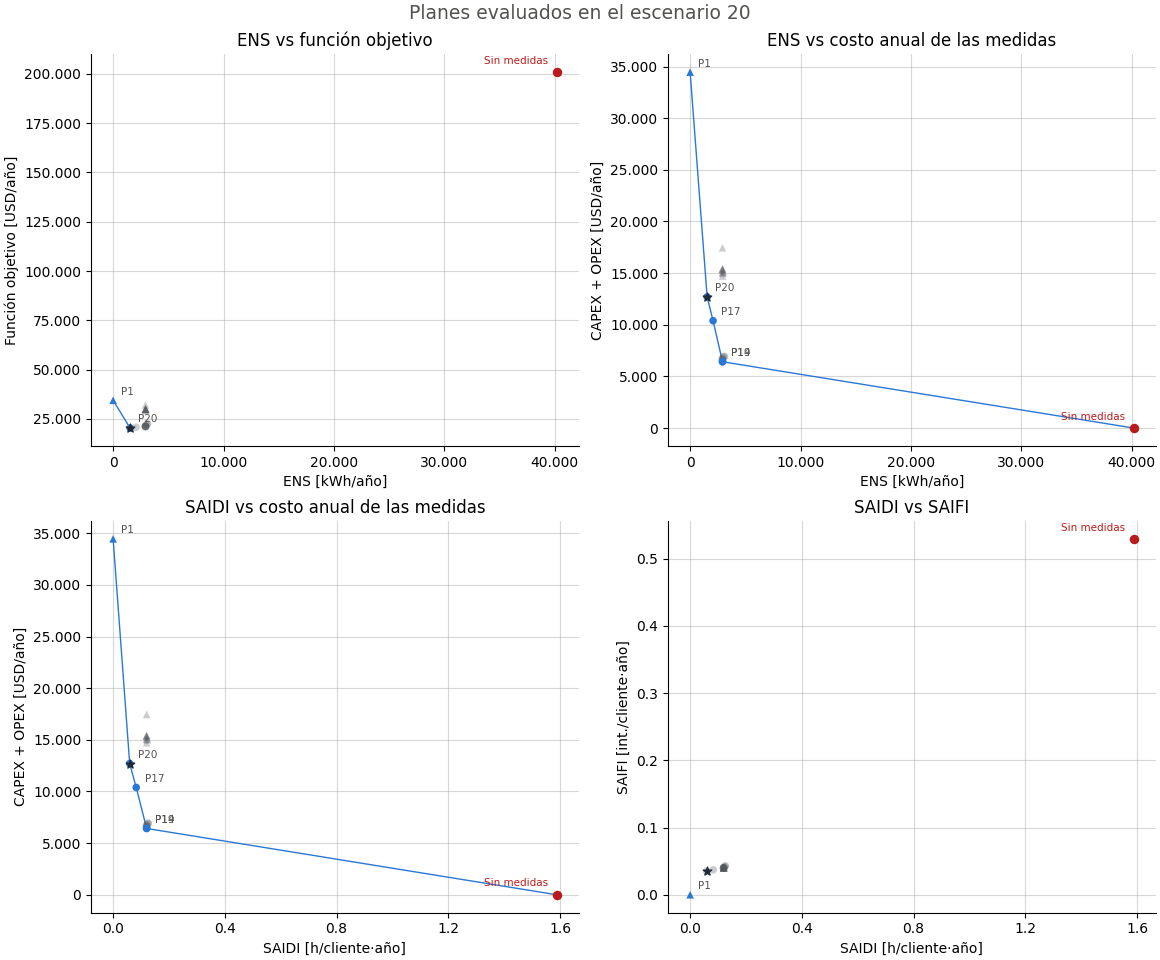 Planes evaluados en el escenario 20
ENS vs función objetivo
Función objetivo [USD/año]
200.000
175.000
150.000
125.000
100.000
75.000
50.000
25.000
Sin medidas
P1
P20
0
10.000
20.000
30.000
40.000
ENS [kWh/año]
ENS vs costo anual de las medidas
CAPEX + OPEX [USD/año]
35.000
30.000
25.000
20.000
15.000
10.000
5.000
0
P1
P20
P17
Sin medidas
0
10.000
20.000
30.000
40.000
ENS [kWh/año]
SAIDI vs costo anual de las medidas
CAPEX + OPEX [USD/año]
35.000
30.000
25.000
20.000
15.000
10.000
5.000
0
P1
P20
P17
Sin medidas
0.0
0.4
0.8
1.2
1.6
SAIDI [h/cliente·año]
SAIDI vs SAIFI
SAIFI [int./cliente·año]
0.5
0.4
0.3
0.2
0.1
0.0
Sin medidas
P1
0.0
0.4
0.8
1.2
1.6
SAIDI [h/cliente·año]